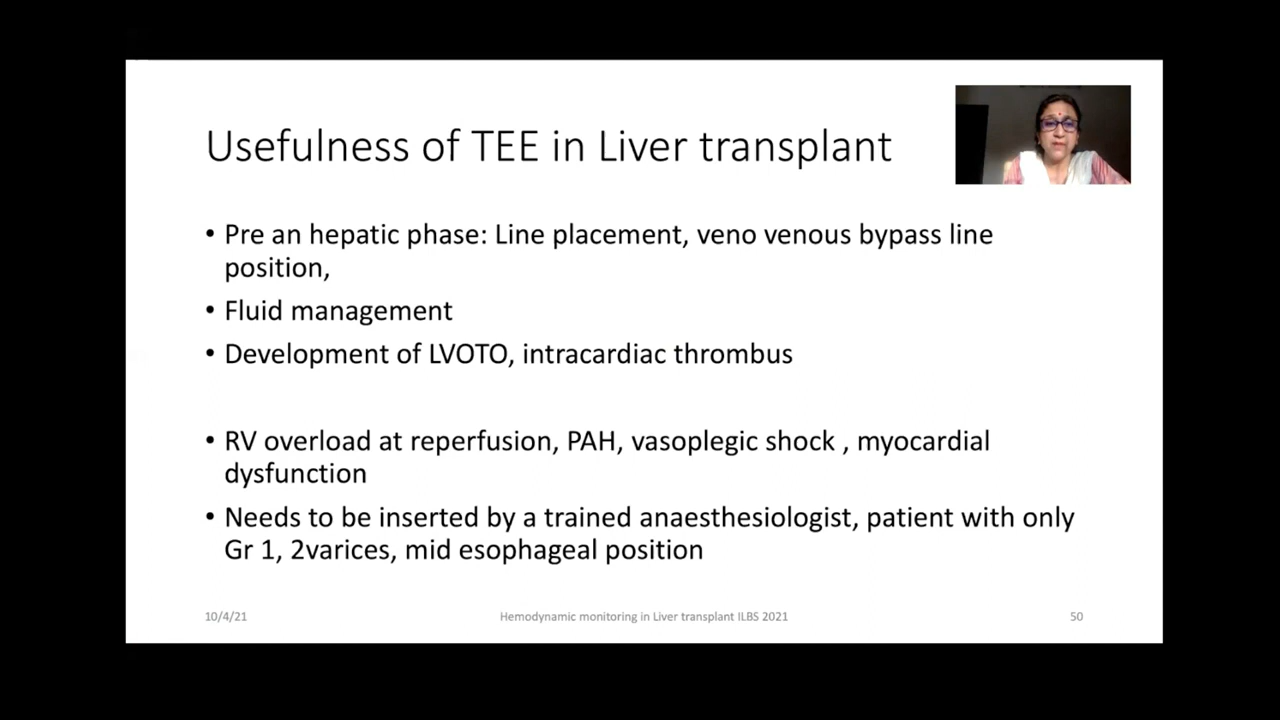 Usefulness of TEE in Liver transplant
• Pre an hepatic phase: Line placement, veno venous bypass line
position,
• Fluid management
• Development of LVOTO, intracardiac thrombus
• RV overload at reperfusion, PAH, vasoplegic shock , myocardial
dysfunction
• Needs to be inserted by a trained anaesthesiologist, patient with only
Gr 1, 2varices, mid esophageal position
10/4/21
Hemodynamic monitoring in Liver transplant ILBS 2021
50